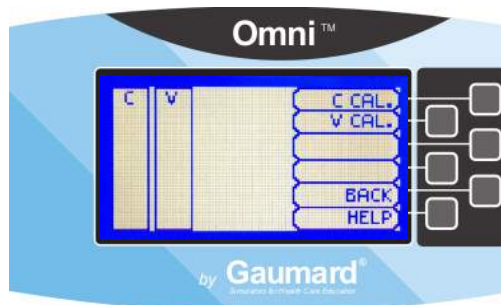 Omni™
C V
C CAL.
V CAL.
BACK
HELP
by Gaumard®
Simulators for Health Care Education